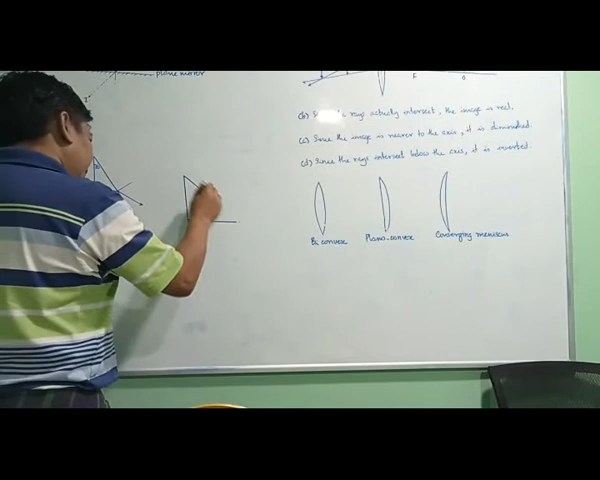 plane mirror
I'
F
O
(b) the rays actually intersect, the image is real.
(c) Since the image is nearer to the axis, it is diminished.
(d) Since the rays intersect below the axis, it is inverted.
Bi convex
Plano-convex
Converging meniscus